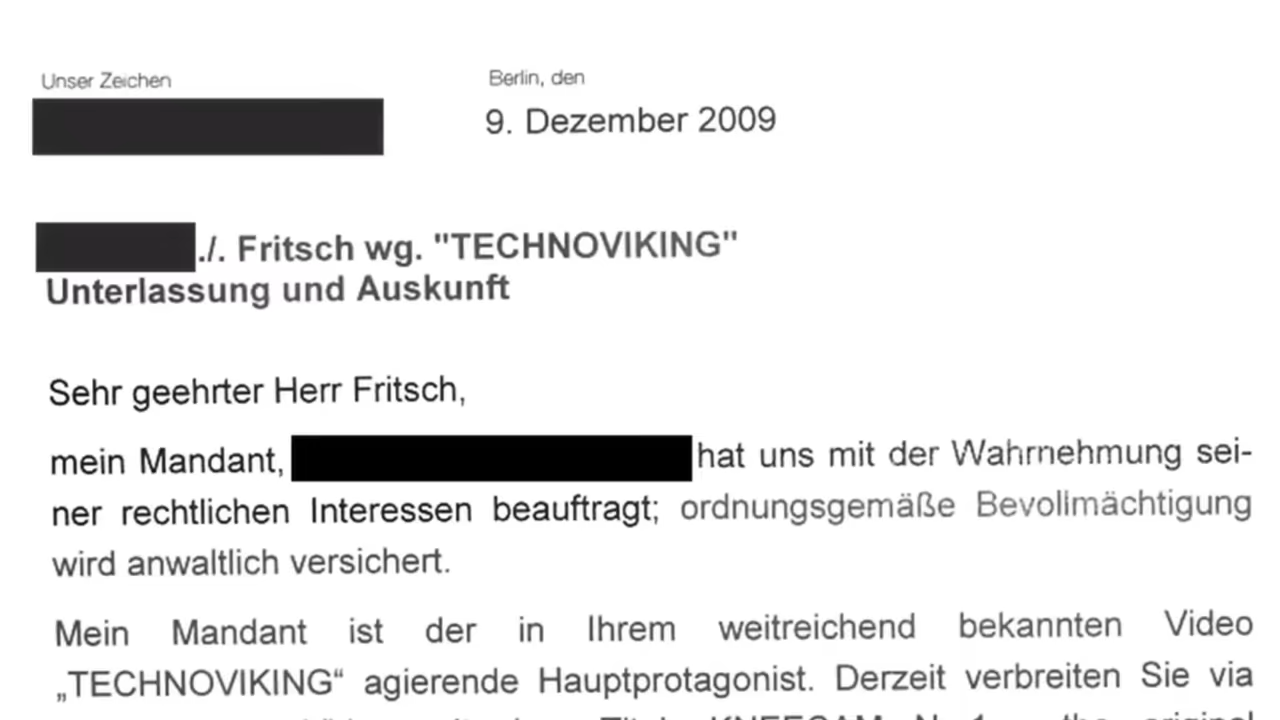 Unser Zeichen
Berlin, den
9. Dezember 2009
./. Fritsch wg. "TECHNOVIKING"
Unterlassung und Auskunft
Sehr geehrter Herr Fritsch,
mein Mandant, hat uns mit der Wahrnehmung sei-
ner rechtlichen Interessen beauftragt; ordnungsgemäße Bevollmächtigung
wird anwaltlich versichert.
Mein Mandant ist der in Ihrem weitreichend bekannten Video
„TECHNOVIKING“ agierende Hauptprotagonist. Derzeit verbreiten Sie via